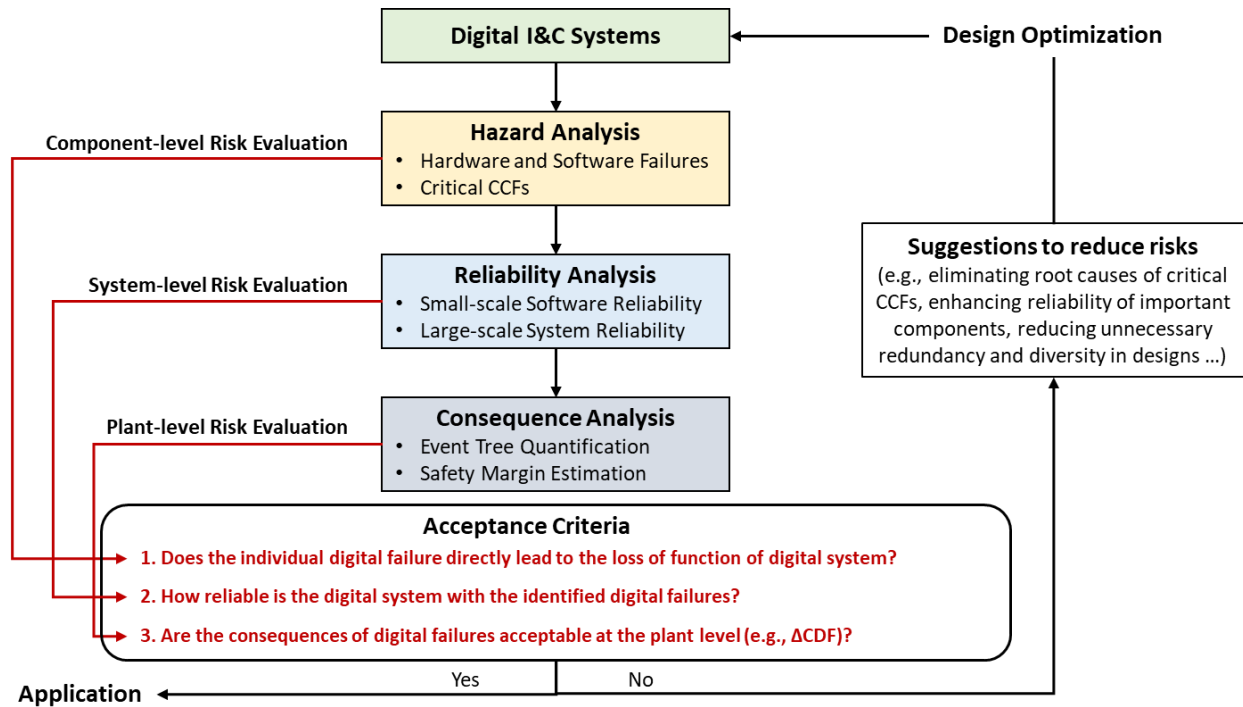 Digital I&C Systems
Design Optimization
Component-level Risk Evaluation
Hazard Analysis
• Hardware and Software Failures
• Critical CCFs
System-level Risk Evaluation
Reliability Analysis
• Small-scale Software Reliability
• Large-scale System Reliability
Suggestions to reduce risks
(e.g., eliminating root causes of critical
CCFs, enhancing reliability of important
components, reducing unnecessary
redundancy and diversity in designs ...)
Plant-level Risk Evaluation
Consequence Analysis
• Event Tree Quantification
• Safety Margin Estimation
Acceptance Criteria
1. Does the individual digital failure directly lead to the loss of function of digital system?
2. How reliable is the digital system with the identified digital failures?
3. Are the consequences of digital failures acceptable at the plant level (e.g., ΔCDF)?
Yes
No
Application